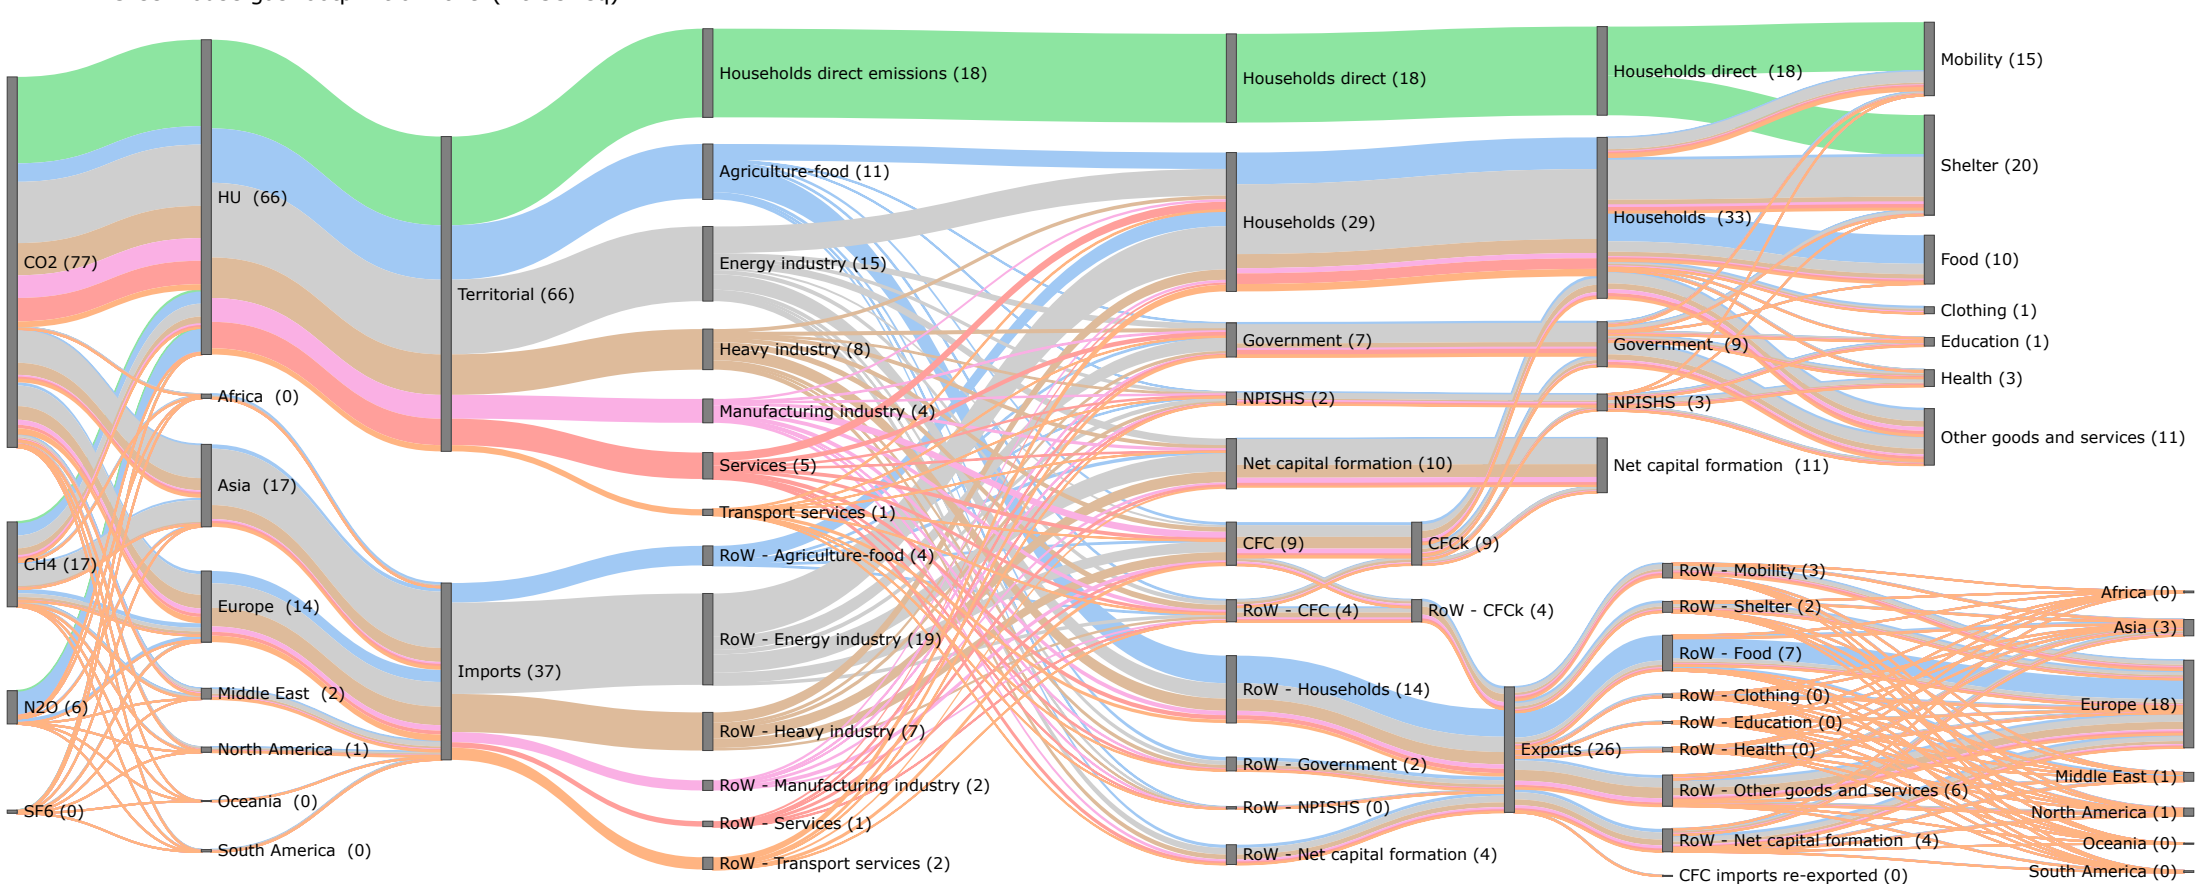 CO2 (77)
CH4 (17)
N2O (6)
SF6 (0)
HU (66)
Africa (0)
Asia (17)
Europe (14)
Middle East (2)
North America (1)
Oceania (0)
South America (0)
Territorial (66)
Imports (37)
Households direct emissions (18)
Agriculture-food (11)
Energy industry (15)
Heavy industry (8)
Manufacturing industry (4)
Services (5)
Transport services (1)
RoW - Agriculture-food (4)
RoW - Energy industry (19)
RoW - Heavy industry (7)
RoW - Manufacturing industry (2)
RoW - Services (1)
RoW - Transport services (2)
Households direct (18)
Households (29)
Government (7)
NPISHS (2)
Net capital formation (10)
CFC (9)
RoW - CFC (4)
RoW - Households (14)
RoW - Government (2)
RoW - NPISHS (0)
RoW - Net capital formation (4)
CFCk (9)
RoW - CFCk (4)
Exports (26)
Households direct (18)
Households (33)
Government (9)
NPISHS (3)
Net capital formation (11)
RoW - Mobility (3)
RoW - Shelter (2)
RoW - Food (7)
RoW - Clothing (0)
RoW - Education (0)
RoW - Health (0)
RoW - Other goods and services (6)
RoW - Net capital formation (4)
CFC imports re-exported (0)
Mobility (15)
Shelter (20)
Food (10)
Clothing (1)
Education (1)
Health (3)
Other goods and services (11)
Africa (0)
Asia (3)
Europe (18)
Middle East (1)
North America (1)
Oceania (0)
South America (0)